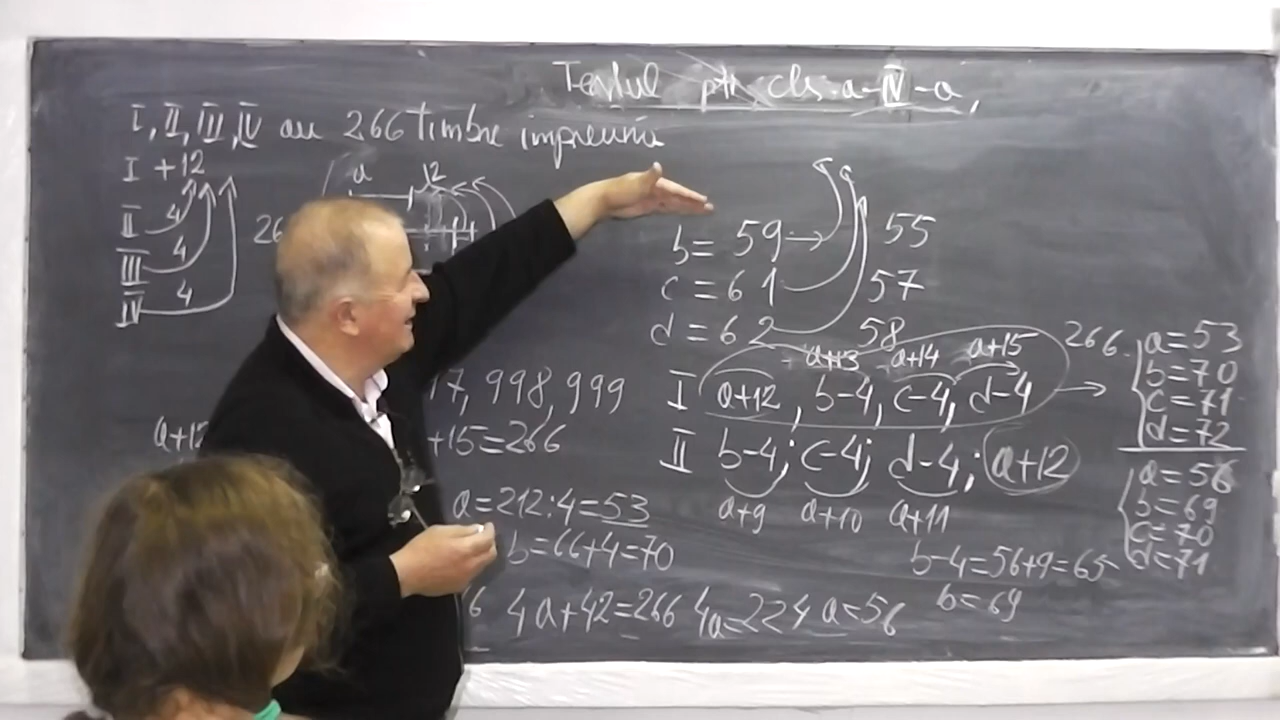 Testul ptr. cls. a-IV-a,
I, II, III, IV au 266 timbre împreună
I +12
II 4
III 4
IV 4
a 12
26
b = 59 → 55
c = 61 57
d = 62 58
a+13 a+14 a+15
I a+12, b-4, c-4, d-4 → 266
a=53
b=70
c=71
d=72
II b-4; c-4; d-4; a+12
a+9 a+10 a+11
a=56
b=69
c=70
d=71
17, 998, 999
a+12 +15=266
a=212:4=53
b=66+4=70
b-4=56+9=65
b=69
6 4a+42=266 4a=224 a=56